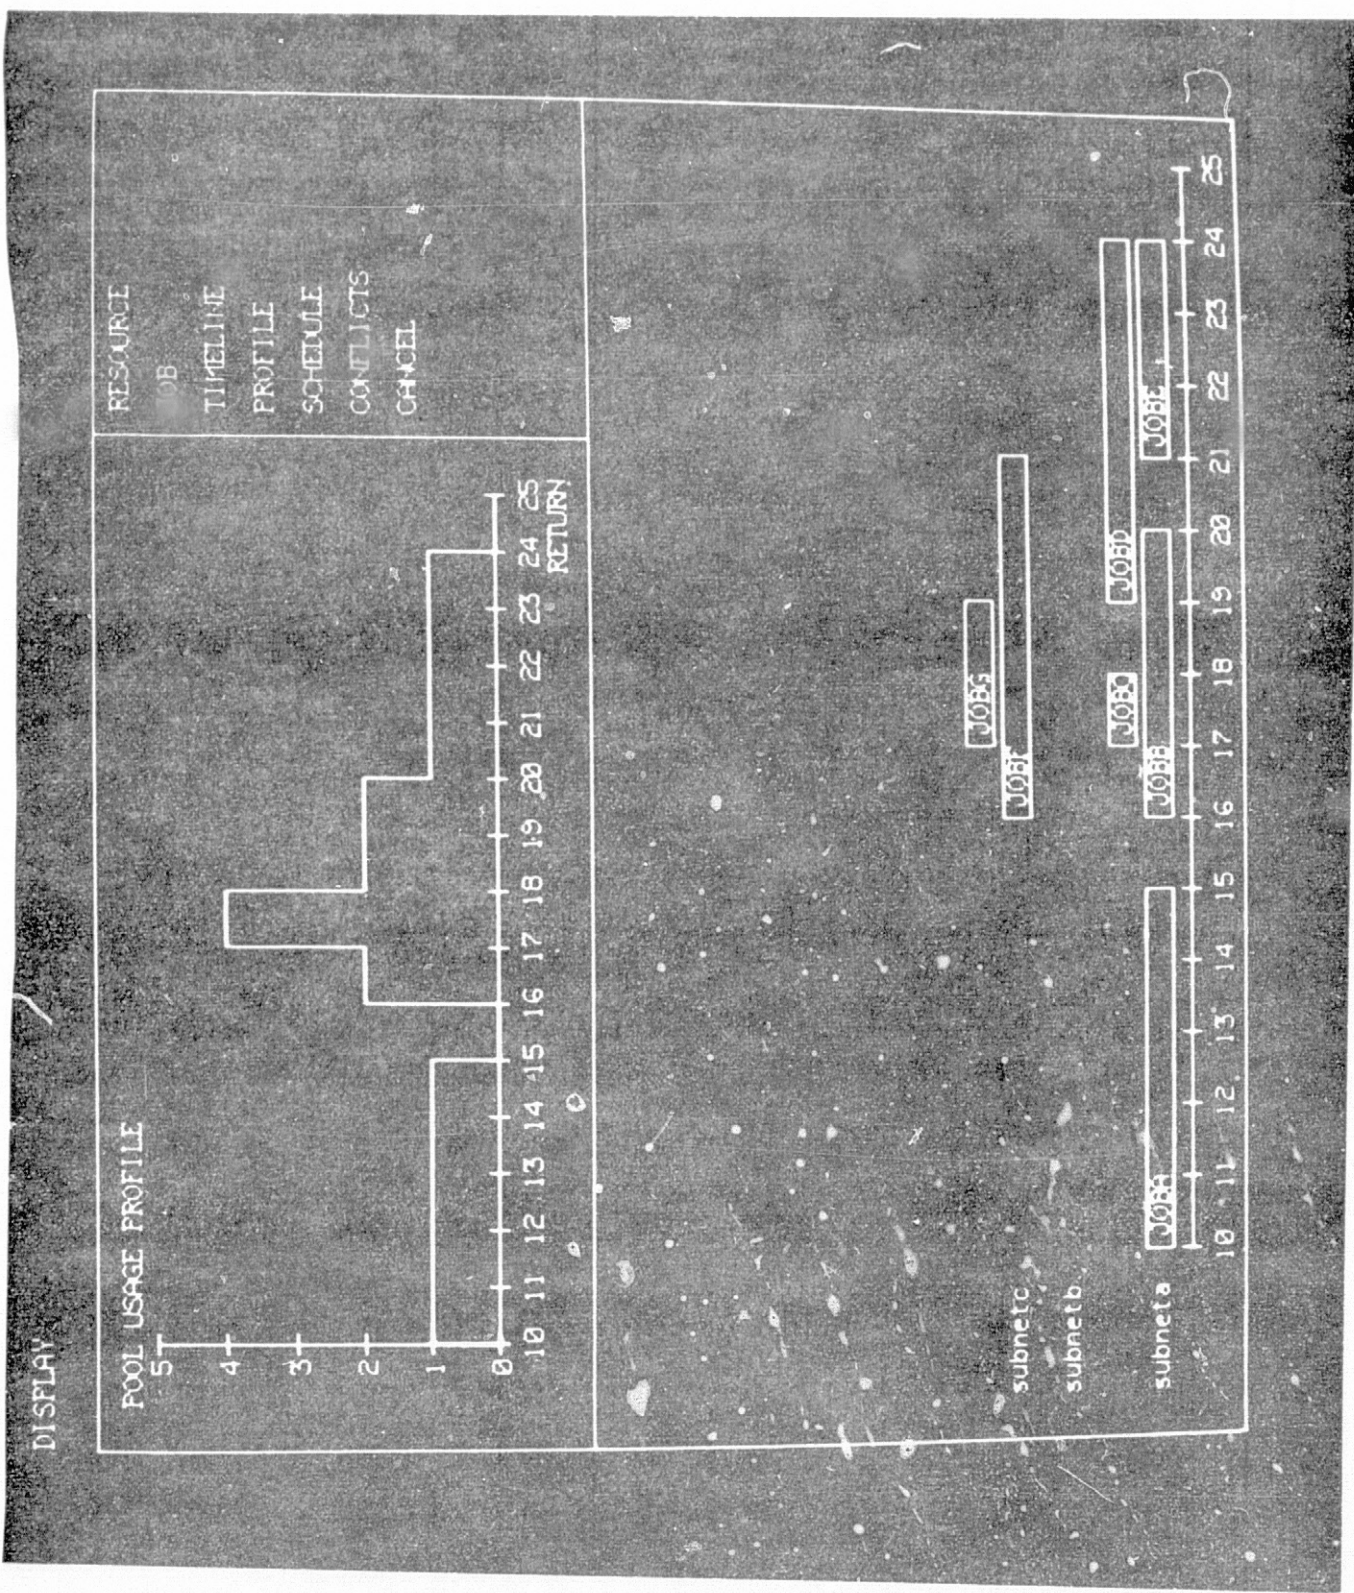 DISPLAY
POOL USAGE PROFILE
5
4
3
2
1
0
10 11 12 13 14 15 16 17 18 19 20 21 22 23 24 25
RETURN
RESOURCE
JOB
TIMELINE
PROFILE
SCHEDULE
CONFLICTS
CANCEL
subnetc
subnetb
subneta
JOBG
JOBF
JOBC
JOBD
JOBA
JOBB
JOBE
10 11 12 13 14 15 16 17 18 19 20 21 22 23 24 25